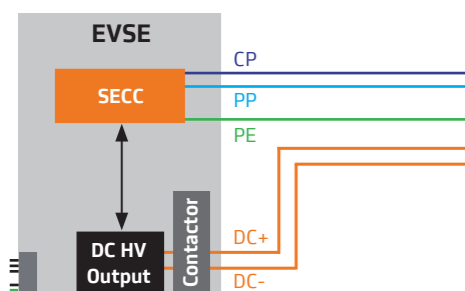 EVSE
SECC
CP
PP
PE
DC HV
Output
Contactor
DC+
DC-